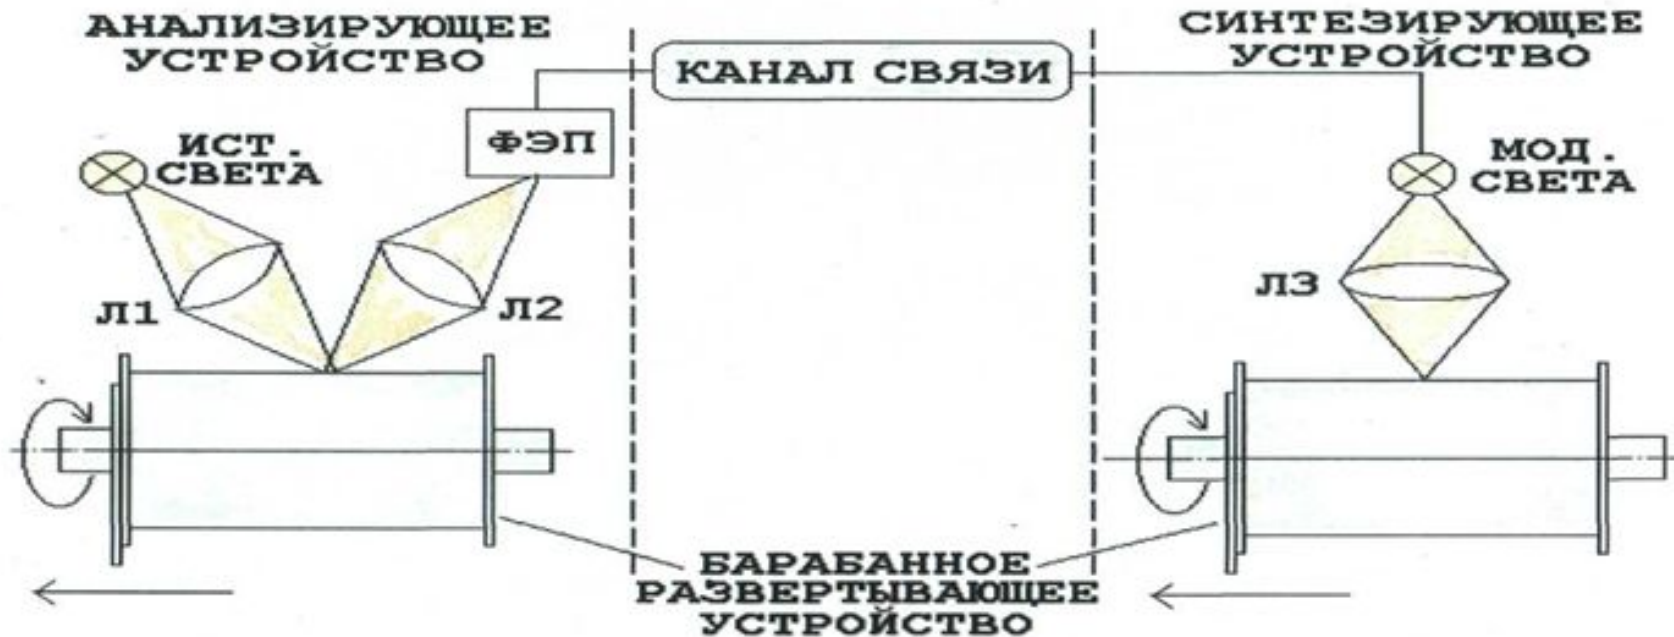 АНАЛИЗИРУЮЩЕЕ
УСТРОЙСТВО
КАНАЛ СВЯЗИ
СИНТЕЗИРУЮЩЕЕ
УСТРОЙСТВО
ИСТ.
СВЕТА
ФЭП
МОД.
СВЕТА
Л1
Л2
Л3
БАРАБАННОЕ
РАЗВЕРТЫВАЮЩЕЕ
УСТРОЙСТВО